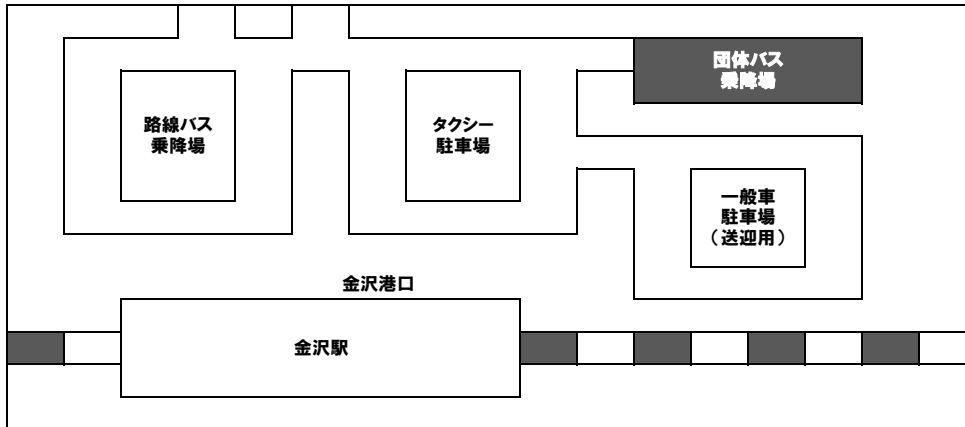 団体バス
乗降場
路線バス
乗降場
タクシー
駐車場
一般車
駐車場
（送迎用）
金沢港口
金沢駅